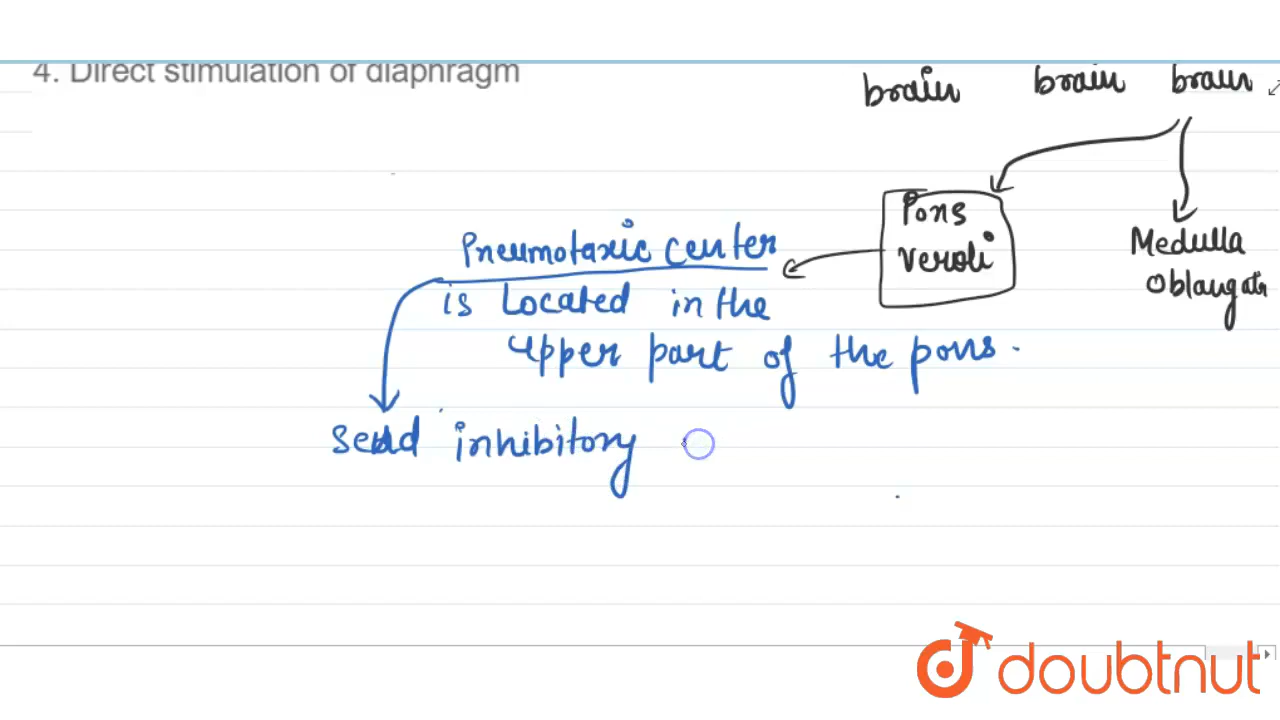 4. Direct stimulation of diaphragm
brain brain brain
Pons
veroli
Medulla
Oblangata
Pneumotaxic center
is Located in the
upper part of the pons.
Send inhibitory
doubtnut